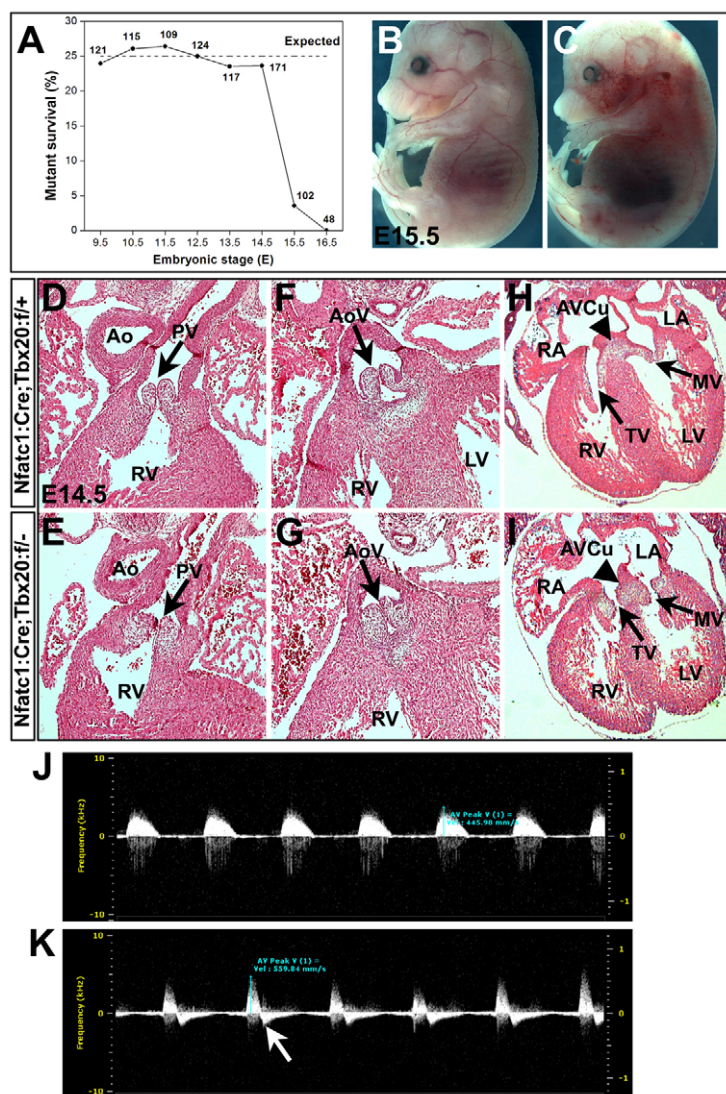 A
B
C
121
115
109
124
117
171
102
48
Expected
Mutant survival (%)
30
25
20
15
10
5
0
9.5 10.5 11.5 12.5 13.5 14.5 15.5 16.5
Embryonic stage (E)
E15.5
Nfatc1:Cre;Tbx20:f/+
D
Ao
PV
RV
E14.5
F
AoV
LV
RV
H
AVCu
LA
RA
MV
RV
TV
LV
Nfatc1:Cre;Tbx20:f/-
E
Ao
PV
RV
G
AoV
RV
I
AVCu
LA
RA
MV
TV
RV
LV
J
10
0
-10
Frequency (kHz)
AV Peak V (1) =
Vel : 445.98 mm/s
1
0
-1
K
10
0
-10
Frequency (kHz)
AV Peak V (1) =
Vel : 559.84 mm/s
1
0
-1